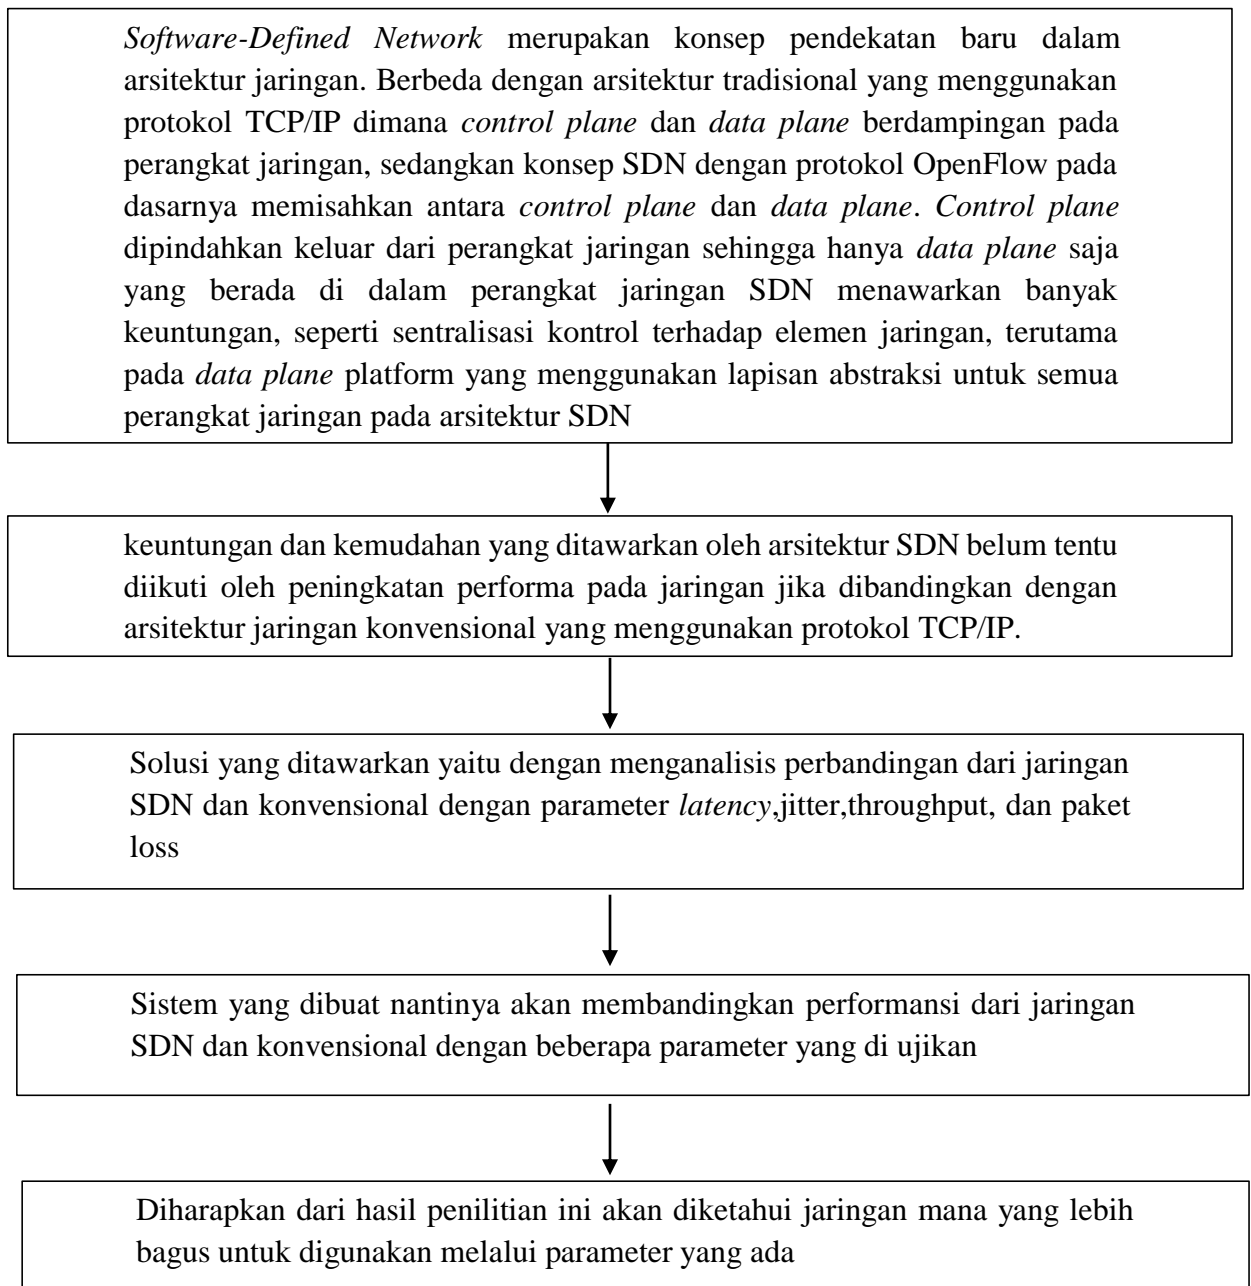 Software-Defined Network merupakan konsep pendekatan baru dalam
arsitektur jaringan. Berbeda dengan arsitektur tradisional yang menggunakan
protokol TCP/IP dimana control plane dan data plane berdampingan pada
perangkat jaringan, sedangkan konsep SDN dengan protokol OpenFlow pada
dasarnya memisahkan antara control plane dan data plane. Control plane
dipindahkan keluar dari perangkat jaringan sehingga hanya data plane saja
yang berada di dalam perangkat jaringan SDN menawarkan banyak
keuntungan, seperti sentralisasi kontrol terhadap elemen jaringan, terutama
pada data plane platform yang menggunakan lapisan abstraksi untuk semua
perangkat jaringan pada arsitektur SDN
keuntungan dan kemudahan yang ditawarkan oleh arsitektur SDN belum tentu
diikuti oleh peningkatan performa pada jaringan jika dibandingkan dengan
arsitektur jaringan konvensional yang menggunakan protokol TCP/IP.
Solusi yang ditawarkan yaitu dengan menganalisis perbandingan dari jaringan
SDN dan konvensional dengan parameter latency,jitter,throughput, dan paket
loss
Sistem yang dibuat nantinya akan membandingkan performansi dari jaringan
SDN dan konvensional dengan beberapa parameter yang di ujikan
Diharapkan dari hasil penilitian ini akan diketahui jaringan mana yang lebih
bagus untuk digunakan melalui parameter yang ada